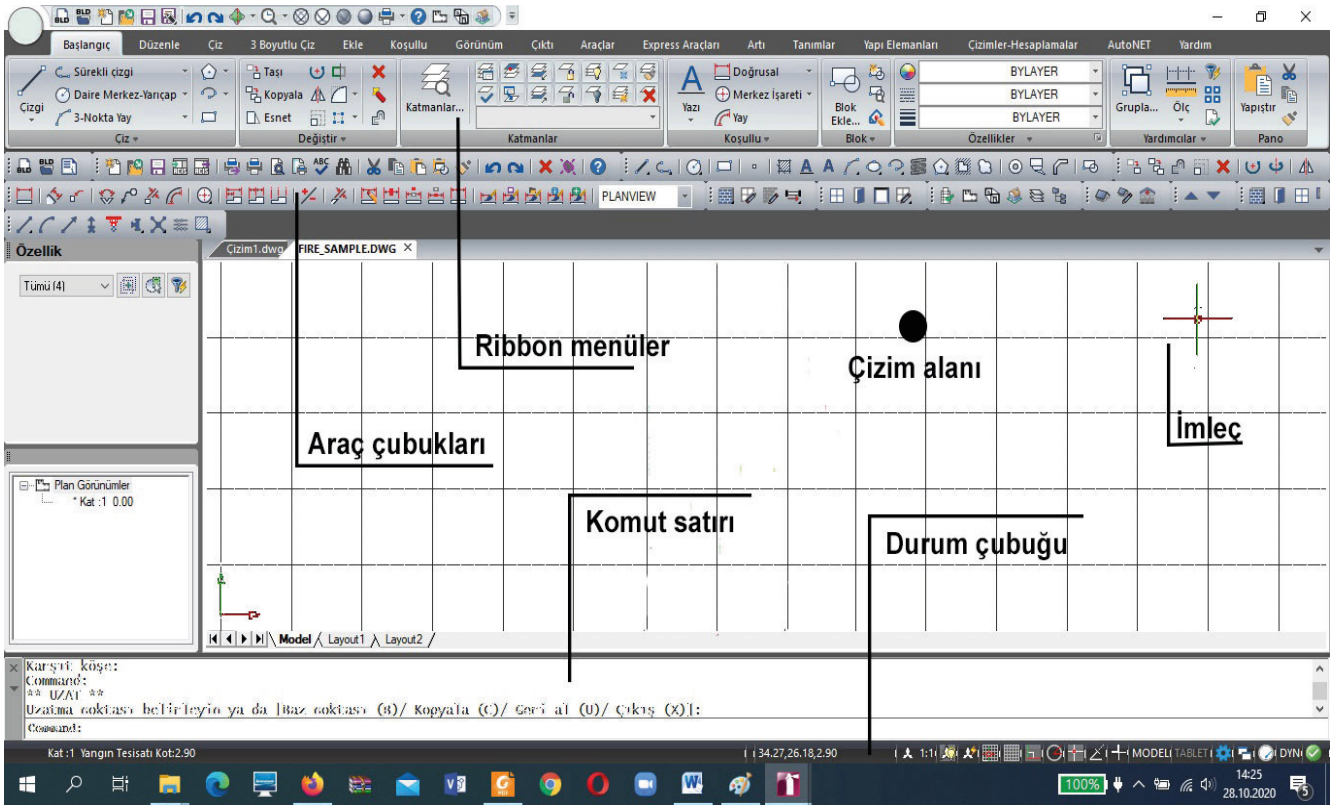 BLD BLD
Başlangıç Düzenle Çiz 3 Boyutlu Çiz Ekle Koşullu Görünüm Çıktı Araçlar Express Araçları Artı Tanımlar Yapı Elemanları Çizimler-Hesaplamalar AutoNET Yardım
Çizgi
Sürekli çizgi
Daire Merkez-Yarıçap
3-Nokta Yay
Çiz
Taşı
Kopyala
Esnet
Değiştir
Katmanlar...
Katmanlar
Yazı
Doğrusal
Merkez İşareti
Yay
Koşullu
Blok
Ekle...
Blok
BYLAYER
BYLAYER
BYLAYER
Özellikler
Grupla...
Ölç
Yardımcılar
Yapıştır
Pano
BLD BLD
ABC
A A
PLANVIEW
Özellik
Çizim1.dwg FIRE_SAMPLE.DWG
Tümü (4)
Ribbon menüler
Çizim alanı
İmleç
Araç çubukları
Plan Görünümler
* Kat :1 0.00
Komut satırı
Durum çubuğu
Model Layout1 Layout2
Karşıt köşe:
Command:
** UZAT **
Uzatma noktası belirleyin ya da [Baz noktası (B)/ Kopyala (C)/ Geri al (U)/ Çıkış (X)]:
Command:
Kat :1 Yangın Tesisatı Kot:2.90
34.27,26.18,2.90
1:1 MODEL TABLET DYN
100%
14:25
28.10.2020
5